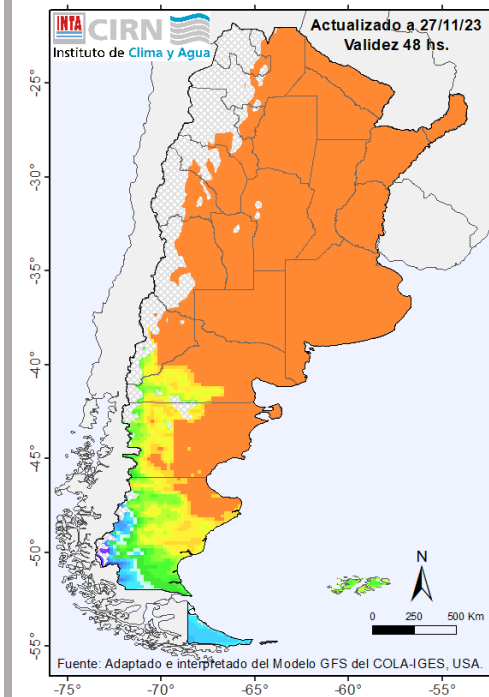 INTA CIRN
Instituto de Clima y Agua
Actualizado a 27/11/23
Validez 48 hs.
-25°
-30°
-35°
-40°
-45°
-50°
-55°
N
0 250 500 Km
Fuente: Adaptado e interpretado del Modelo GFS del COLA-IGES, USA.
-75° -70° -65° -60° -55°